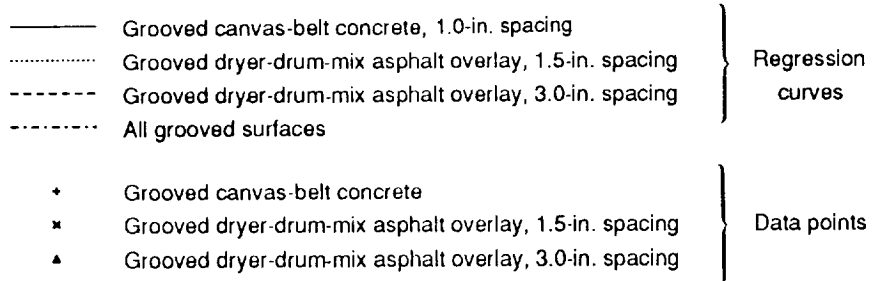 Grooved canvas-belt concrete, 1.0-in. spacing
Grooved dryer-drum-mix asphalt overlay, 1.5-in. spacing
Grooved dryer-drum-mix asphalt overlay, 3.0-in. spacing
All grooved surfaces
Regression
curves
Grooved canvas-belt concrete
Grooved dryer-drum-mix asphalt overlay, 1.5-in. spacing
Grooved dryer-drum-mix asphalt overlay, 3.0-in. spacing
Data points